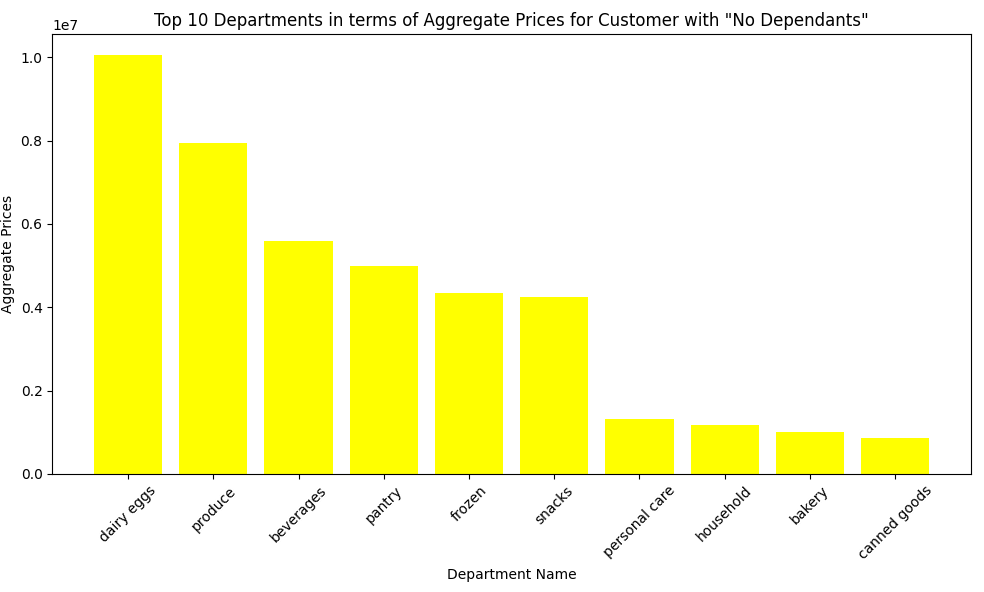 Top 10 Departments in terms of Aggregate Prices for Customer with "No Dependants"
1e7
1.0
0.8
0.6
0.4
0.2
0.0
Aggregate Prices
dairy eggs
produce
beverages
pantry
frozen
snacks
personal care
household
bakery
canned goods
Department Name